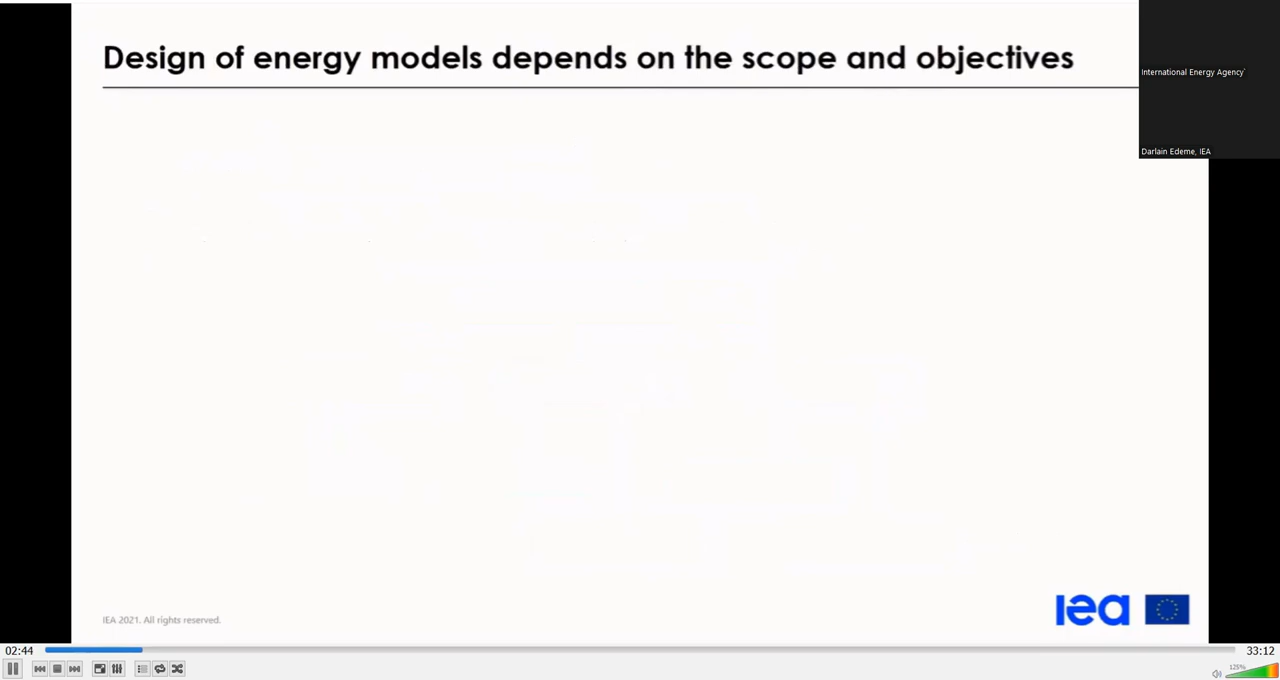 Design of energy models depends on the scope and objectives
International Energy Agency'
Darlain Edeme, IEA
IEA 2021. All rights reserved.
iea
02:44
33:12
125%